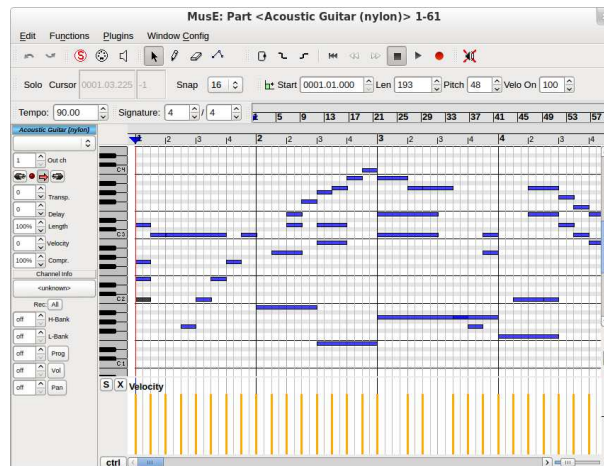 MusE: Part <Acoustic Guitar (nylon)> 1-61
Edit Functions Plugins Window Config
Solo Cursor 0001.03.225 -1 Snap 16 Start 0001.01.000 Len 193 Pitch 48 Velo On 100
Tempo: 90.00 Signature: 4 / 4
1 5 9 13 17 21 25 29 33 37 41 45 49 53 57
Acoustic Guitar (nylon)
1 2 3 4 2 2 3 4 3 2 3 4 4 2 3 4
1 Out ch
0 Transp.
0 Delay
100% Length
0 Velocity
100% Compr.
Channel Info
<unknown>
Rec: All
off H-Bank
off L-Bank
off Prog
off Vol
off Pan
C4
C3
C2
C1
S X Velocity
ctrl